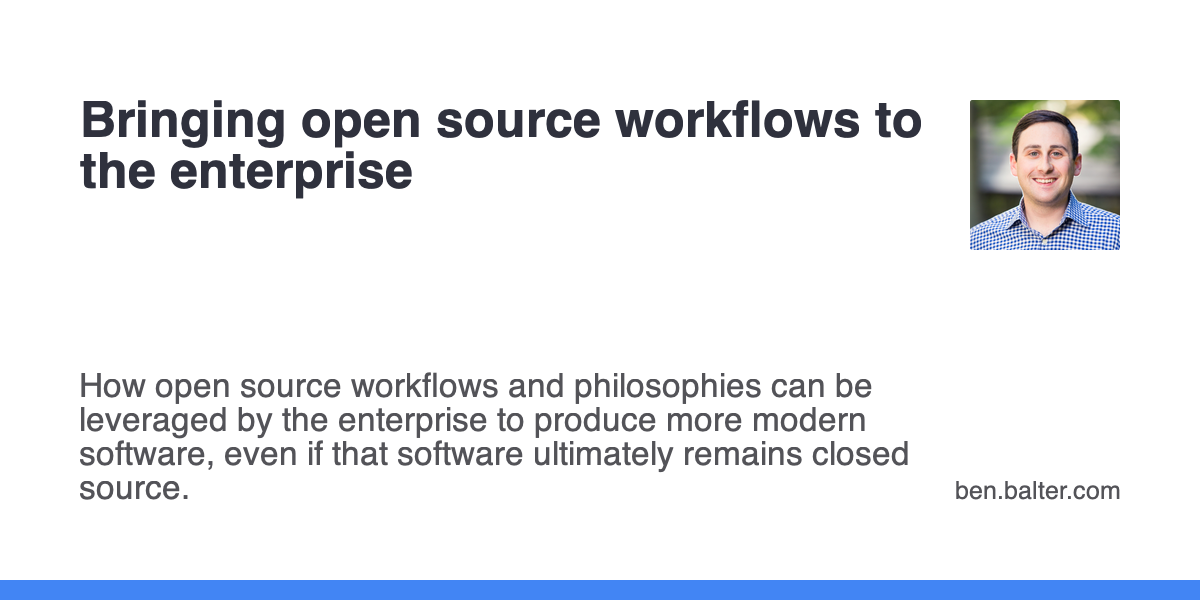 Bringing open source workflows to
the enterprise
How open source workflows and philosophies can be
leveraged by the enterprise to produce more modern
software, even if that software ultimately remains closed
source.
ben.balter.com